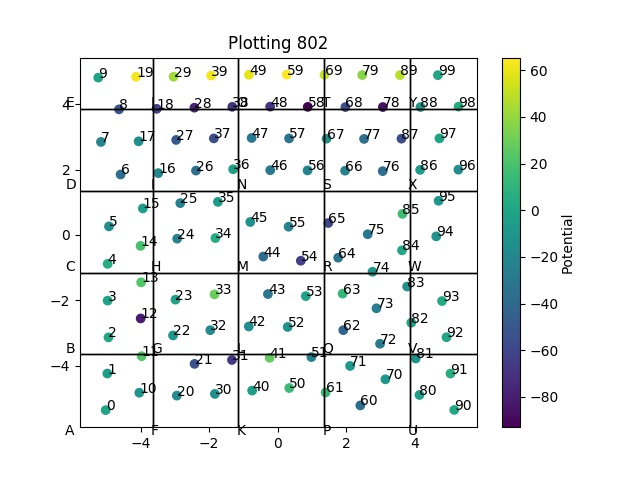 Plotting 802
9 19 29 39 49 59 69 79 89 99
8 18 28 38 48 58 68 78 88 98
E D T Y
4
7 17 27 37 47 57 67 77 87 97
6 16 26 36 46 56 66 76 86 96
2
D I N S X
5 15 25 35 45 55 65 75 85 95
0
4 14 24 34 44 54 64 74 84 94
C H M R W
3 13 23 33 43 53 63 73 83 93
−2
2 12 22 32 42 52 62 72 82 92
B G L Q V
−4
1 11 21 31 41 51 61 71 81 91
0 10 20 30 40 50 60 70 80 90
A F K P U
−4 −2 0 2 4
60
40
20
0
−20
−40
−60
−80
Potential